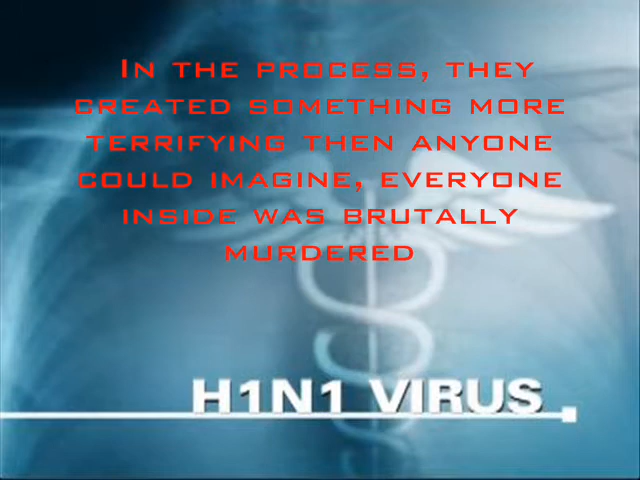 In the process, they
created something more
terrifying then anyone
could imagine, everyone
inside was brutally
murdered
H1N1 VIRUS